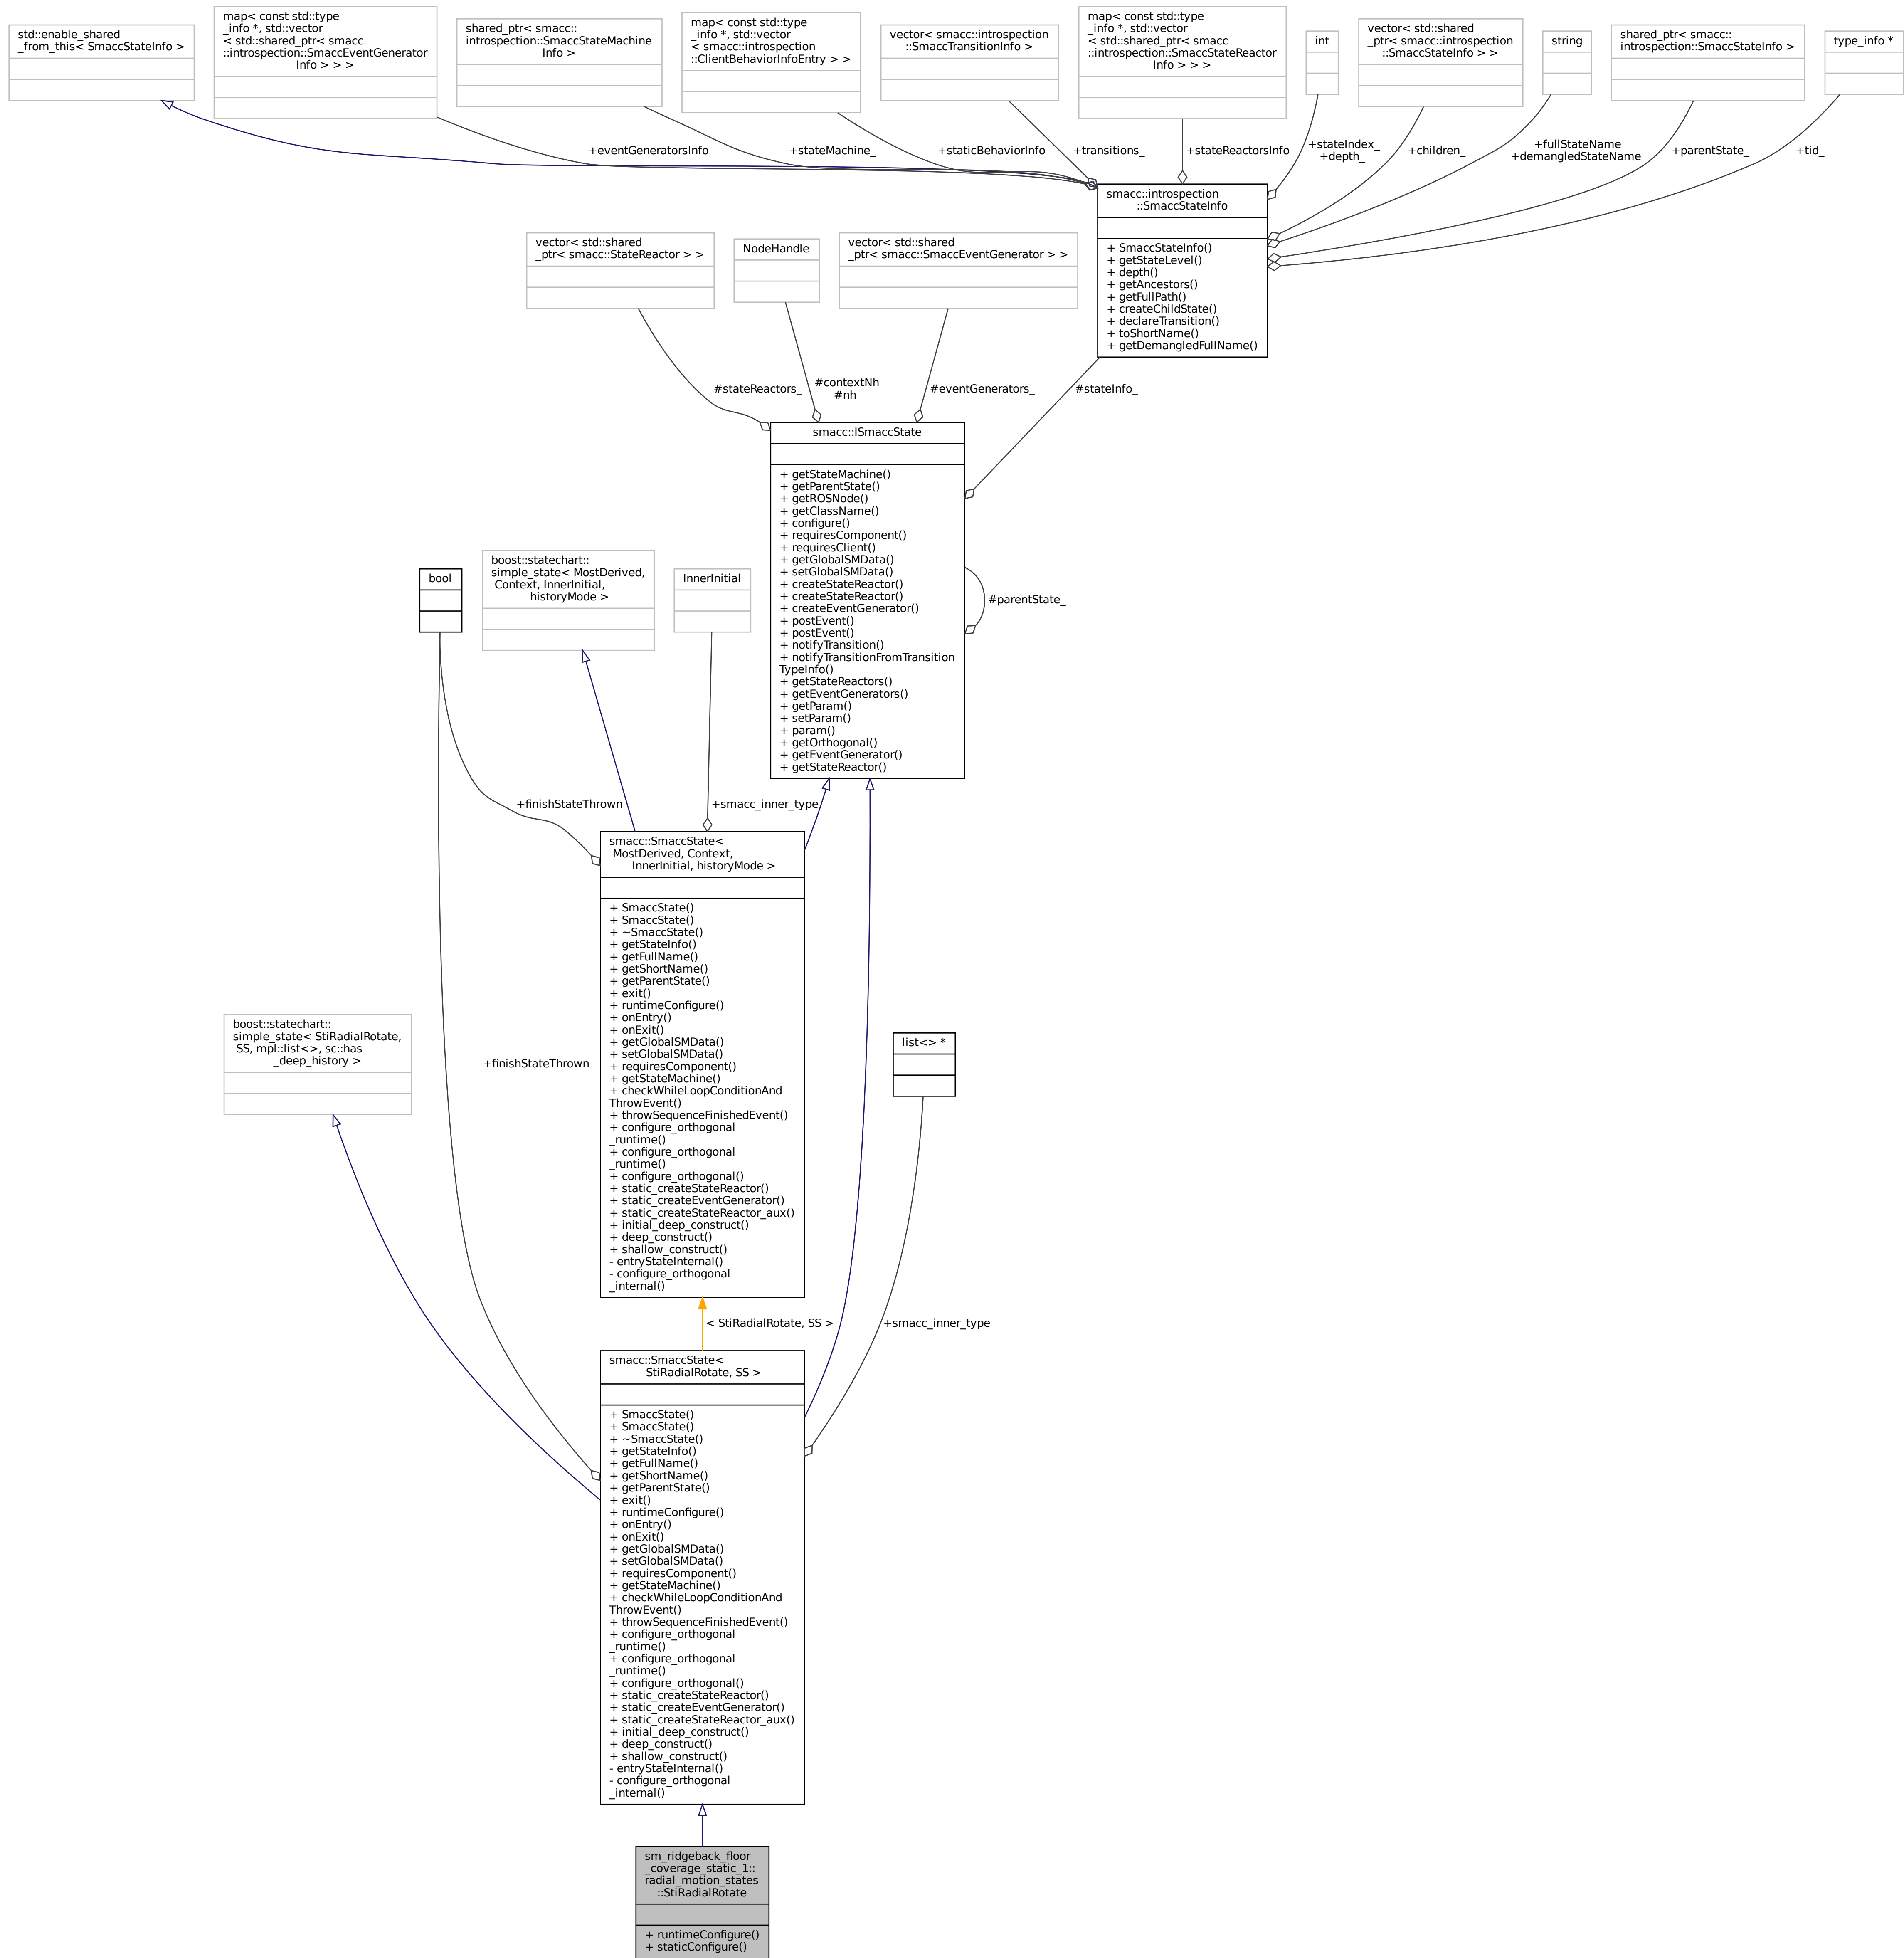 std::enable_shared
_from_this< SmaccStateInfo >
map< const std::type
_info *, std::vector
< std::shared_ptr< smacc
::introspection::SmaccEventGenerator
Info > > >
shared_ptr< smacc::
introspection::SmaccStateMachine
Info >
map< const std::type
_info *, std::vector
< smacc::introspection
::ClientBehaviorInfoEntry > >
vector< smacc::introspection
::SmaccTransitionInfo >
map< const std::type
_info *, std::vector
< std::shared_ptr< smacc
::introspection::SmaccStateReactor
Info > > >
int
vector< std::shared
_ptr< smacc::introspection
::SmaccStateInfo > >
string
shared_ptr< smacc::
introspection::SmaccStateInfo >
type_info *
+eventGeneratorsInfo
+stateMachine_
+staticBehaviorInfo
+transitions_
+stateReactorsInfo
+stateIndex_
+depth_
+children_
+fullStateName
+demangledStateName
+parentState_
+tid_
smacc::introspection
::SmaccStateInfo
+ SmaccStateInfo()
+ getStateLevel()
+ depth()
+ getAncestors()
+ getFullPath()
+ createChildState()
+ declareTransition()
+ toShortName()
+ getDemangledFullName()
vector< std::shared
_ptr< smacc::StateReactor > >
NodeHandle
vector< std::shared
_ptr< smacc::SmaccEventGenerator > >
#stateReactors_
#contextNh
#nh
#eventGenerators_
#stateInfo_
smacc::ISmaccState
+ getStateMachine()
+ getParentState()
+ getROSNode()
+ getClassName()
+ configure()
+ requiresComponent()
+ requiresClient()
+ getGlobalSMData()
+ setGlobalSMData()
+ createStateReactor()
+ createStateReactor()
+ createEventGenerator()
+ postEvent()
+ postEvent()
+ notifyTransition()
+ notifyTransitionFromTransition
TypeInfo()
+ getStateReactors()
+ getEventGenerators()
+ getParam()
+ setParam()
+ param()
+ getOrthogonal()
+ getEventGenerator()
+ getStateReactor()
#parentState_
bool
boost::statechart::
simple_state< MostDerived,
Context, InnerInitial,
historyMode >
InnerInitial
+finishStateThrown
+smacc_inner_type
smacc::SmaccState<
MostDerived, Context,
InnerInitial, historyMode >
+ SmaccState()
+ SmaccState()
+ ~SmaccState()
+ getStateInfo()
+ getFullName()
+ getShortName()
+ getParentState()
+ exit()
+ runtimeConfigure()
+ onEntry()
+ onExit()
+ getGlobalSMData()
+ setGlobalSMData()
+ requiresComponent()
+ getStateMachine()
+ checkWhileLoopConditionAnd
ThrowEvent()
+ throwSequenceFinishedEvent()
+ configure_orthogonal
_runtime()
+ configure_orthogonal
_runtime()
+ configure_orthogonal()
+ static_createStateReactor()
+ static_createEventGenerator()
+ static_createStateReactor_aux()
+ initial_deep_construct()
+ deep_construct()
+ shallow_construct()
- entryStateInternal()
- configure_orthogonal
_internal()
boost::statechart::
simple_state< StiRadialRotate,
SS, mpl::list<>, sc::has
_deep_history >
+finishStateThrown
list<> *
< StiRadialRotate, SS >
+smacc_inner_type
smacc::SmaccState<
StiRadialRotate, SS >
+ SmaccState()
+ SmaccState()
+ ~SmaccState()
+ getStateInfo()
+ getFullName()
+ getShortName()
+ getParentState()
+ exit()
+ runtimeConfigure()
+ onEntry()
+ onExit()
+ getGlobalSMData()
+ setGlobalSMData()
+ requiresComponent()
+ getStateMachine()
+ checkWhileLoopConditionAnd
ThrowEvent()
+ throwSequenceFinishedEvent()
+ configure_orthogonal
_runtime()
+ configure_orthogonal
_runtime()
+ configure_orthogonal()
+ static_createStateReactor()
+ static_createEventGenerator()
+ static_createStateReactor_aux()
+ initial_deep_construct()
+ deep_construct()
+ shallow_construct()
- entryStateInternal()
- configure_orthogonal
_internal()
sm_ridgeback_floor
_coverage_static_1::
radial_motion_states
::StiRadialRotate
+ runtimeConfigure()
+ staticConfigure()